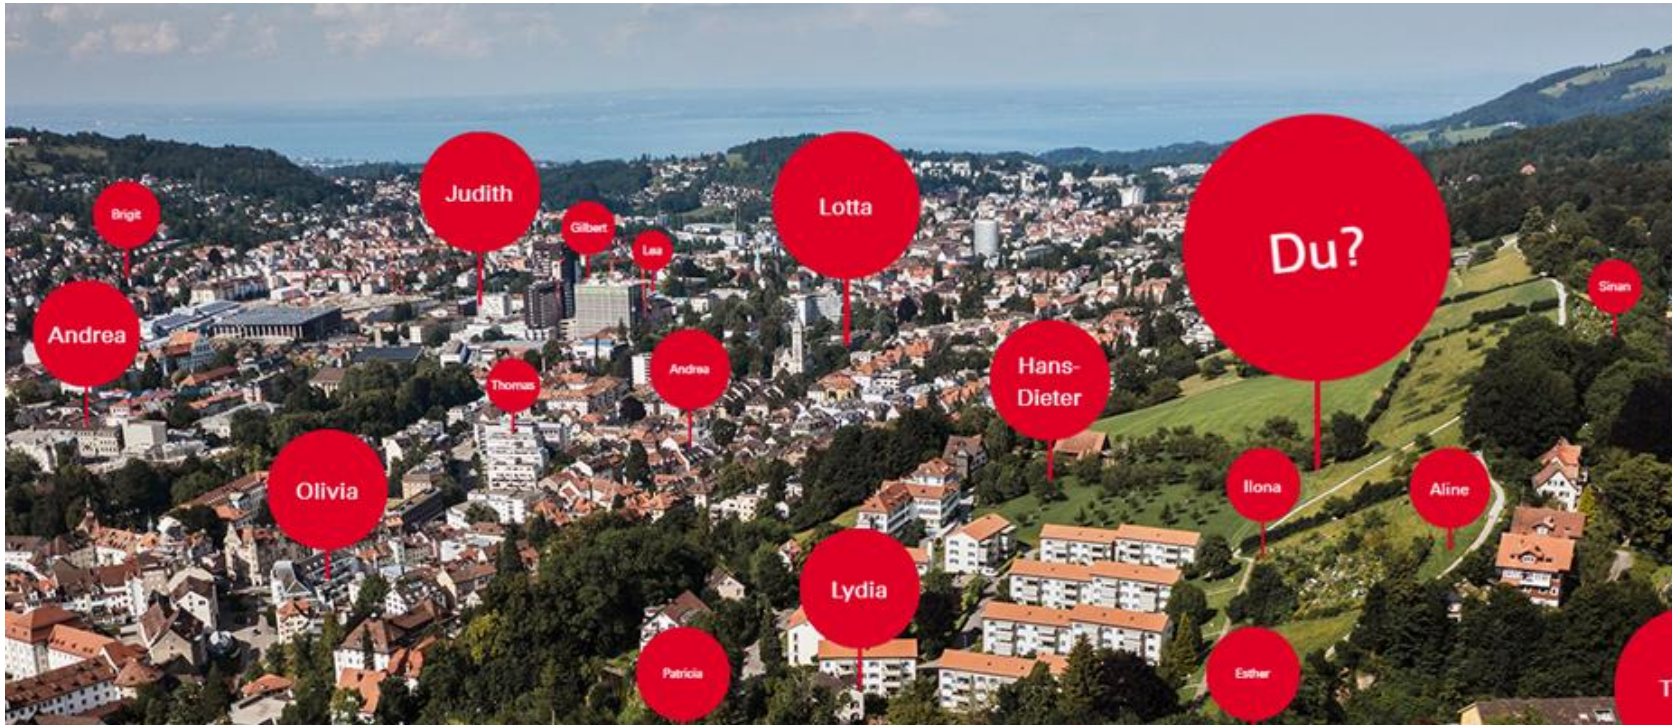 Brigit
Judith
Gilbert
Lea
Lotta
Du?
Sinan
Andrea
Thomas
Andrea
Hans-
Dieter
Olivia
Ilona
Aline
Lydia
Patricia
Esther
T